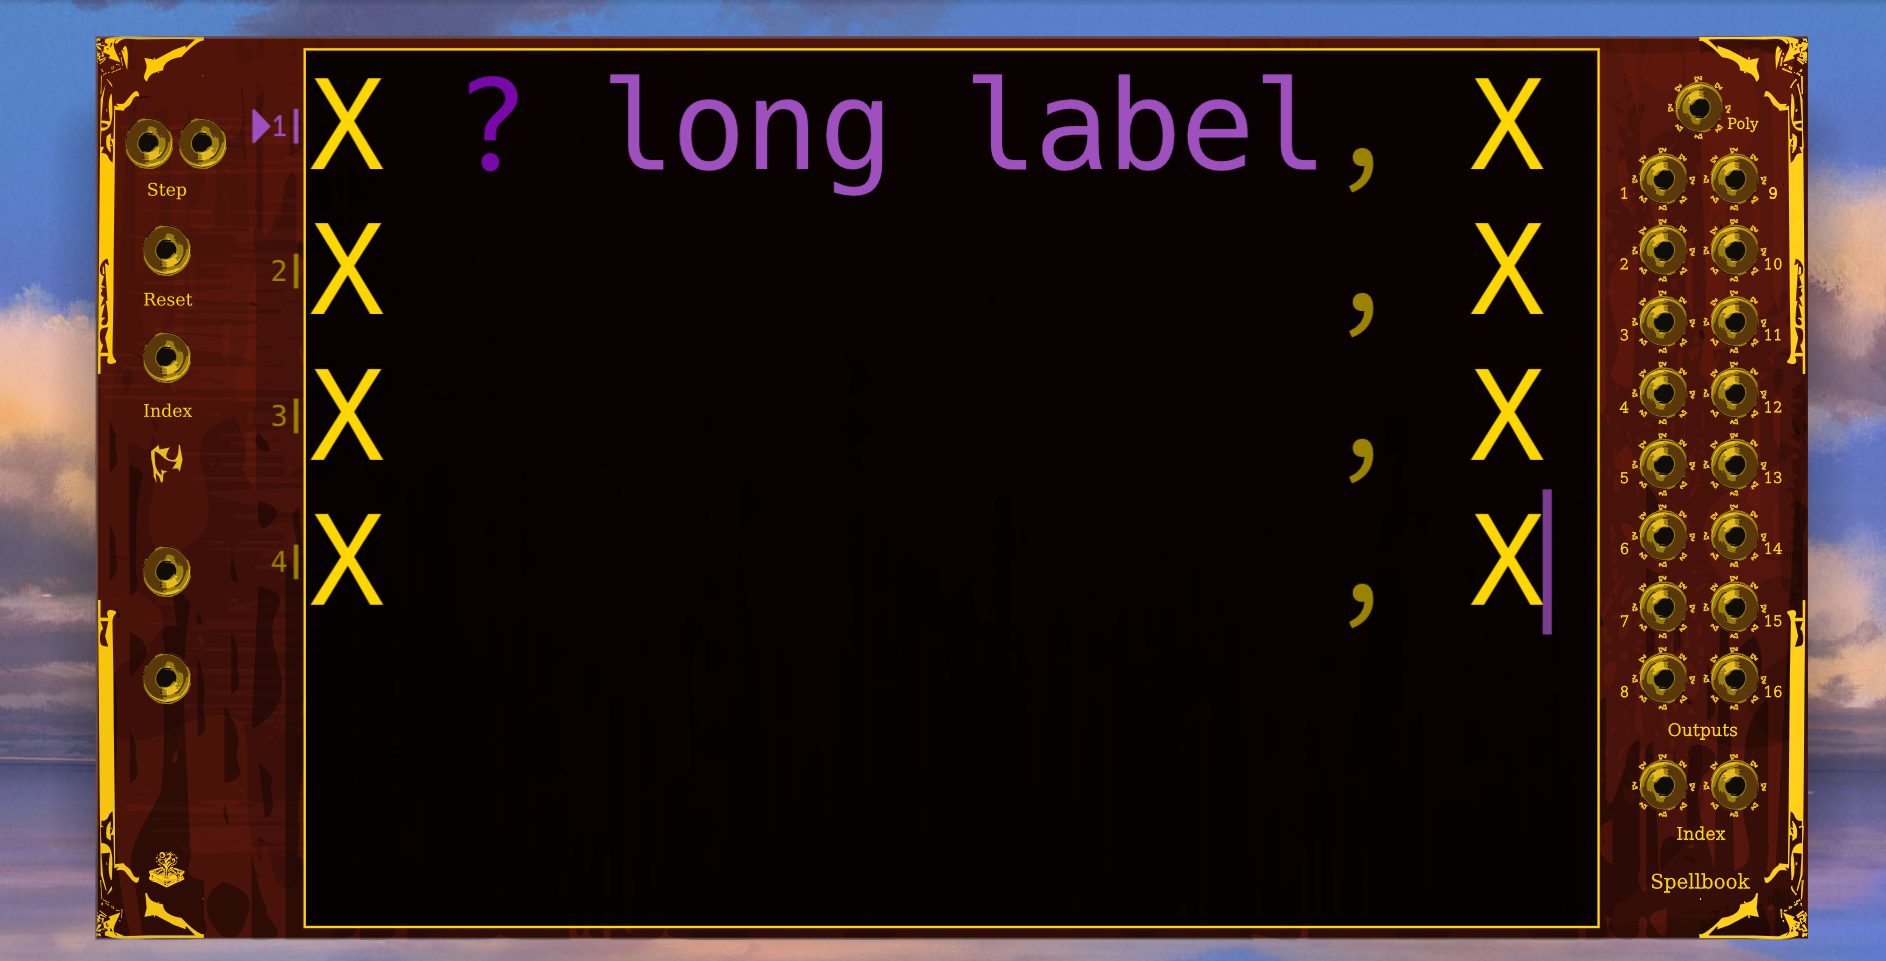 Step
Reset
Index
1 X ? long label, X
2 X , X
3 X , X
4 X , X
Poly
1 9
2 10
3 11
4 12
5 13
6 14
7 15
8 16
Outputs
Index
Spellbook